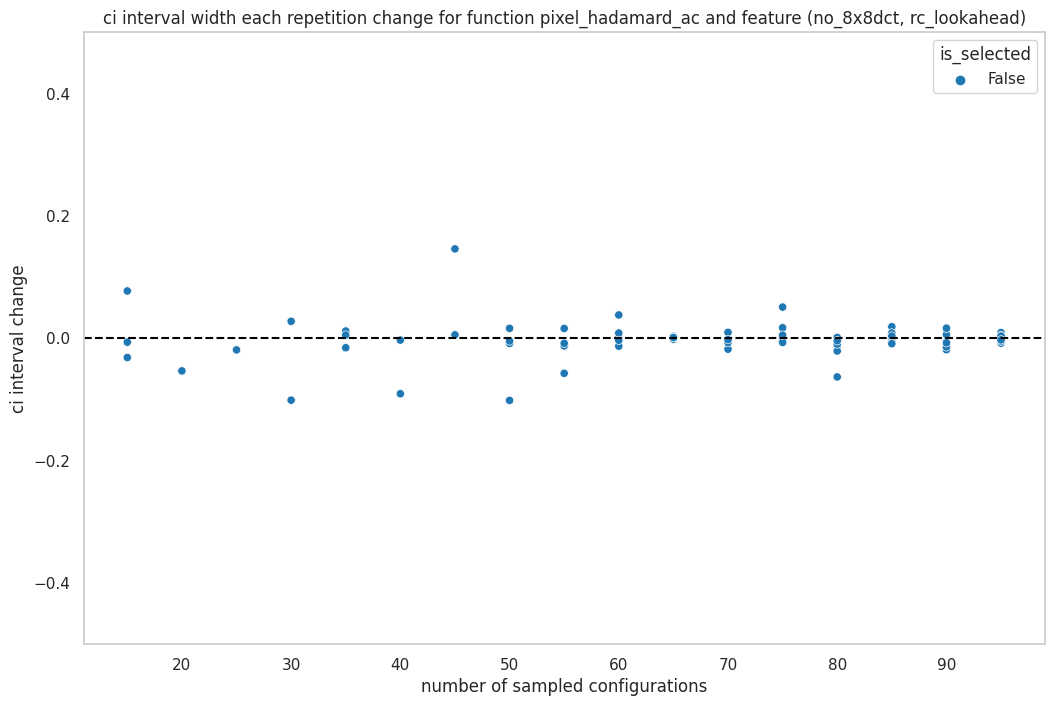 ci interval width each repetition change for function pixel_hadamard_ac and feature (no_8x8dct, rc_lookahead)
is_selected
False
0.4
0.2
0.0
−0.2
−0.4
ci interval change
20 30 40 50 60 70 80 90
number of sampled configurations